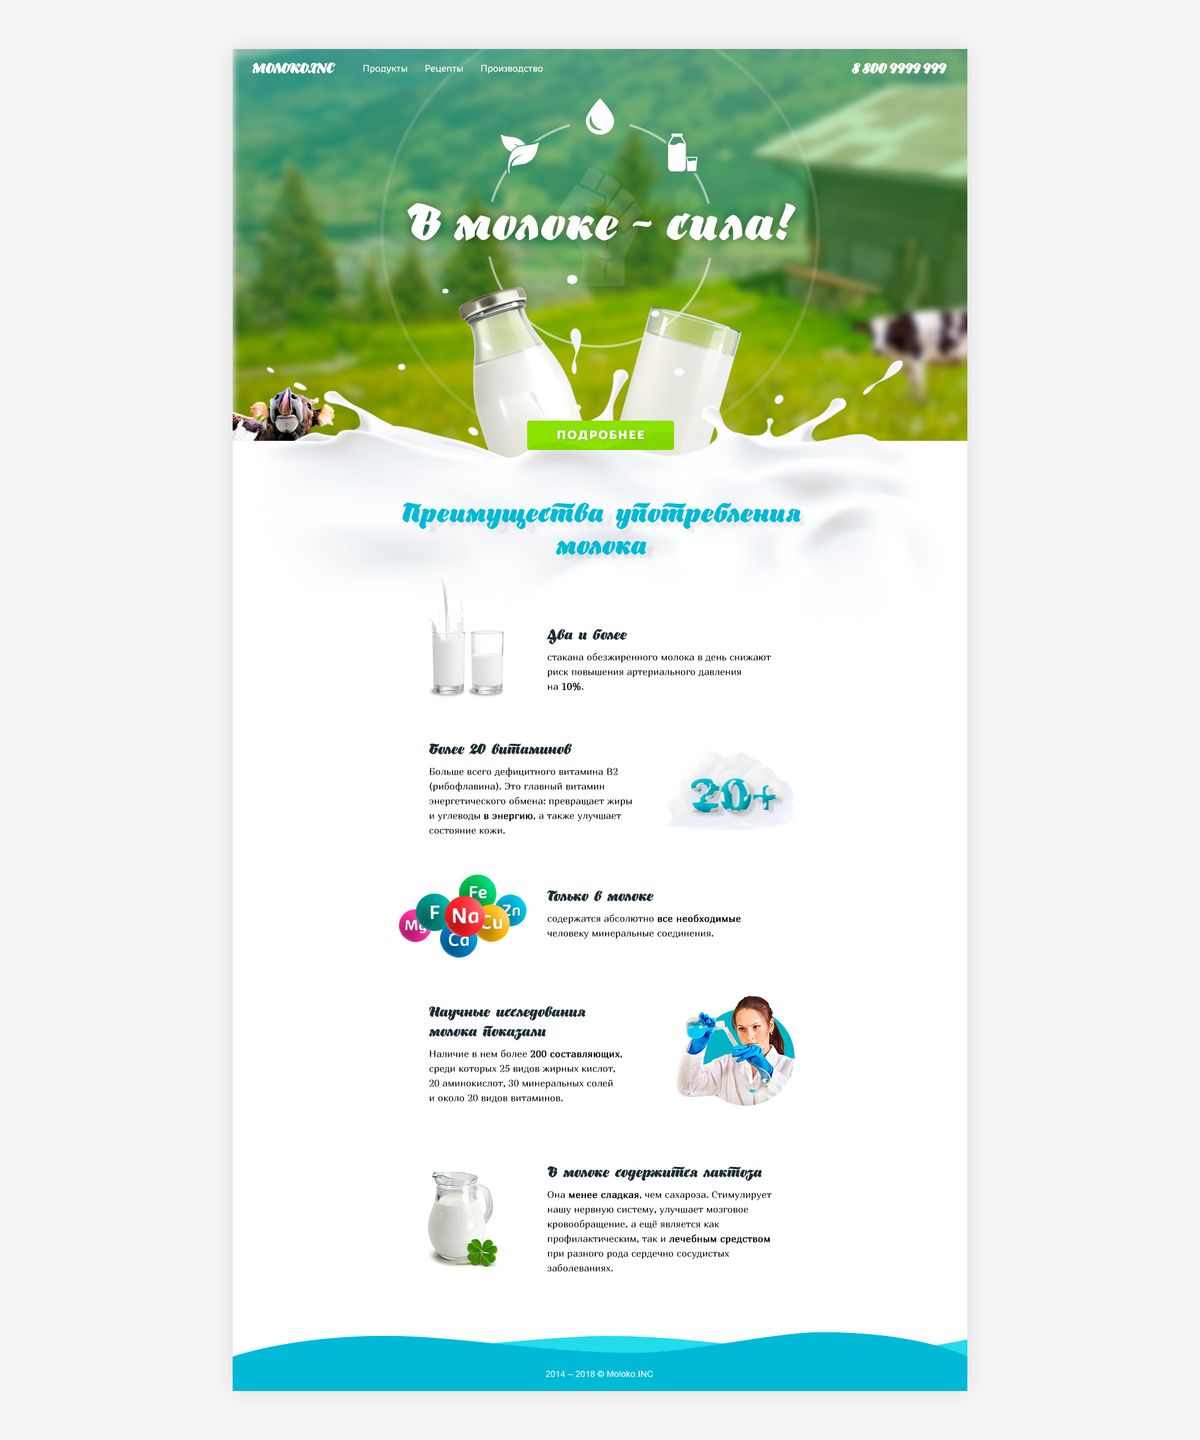 МОЛОКО.INC
Продукты Рецепты Производство
8 800 9999 999
В молоке ~ сила!
ПОДРОБНЕЕ
Преимущества употребления
молока
Два и более
стакана обезжиренного молока в день снижают
риск повышения артериального давления
на 10%.
Более 20 витаминов
Больше всего дефицитного витамина B2
(рибофлавина). Это главный витамин
энергетического обмена: превращает жиры
и углеводы в энергию, а также улучшает
состояние кожи.
20+
Fe
F Na Cu Zn
Mg Ca
Только в молоке
содержатся абсолютно все необходимые
человеку минеральные соединения.
Научные исследования
молока показали
Наличие в нем более 200 составляющих,
среди которых 25 видов жирных кислот,
20 аминокислот, 30 минеральных солей
и около 20 видов витаминов.
В молоке содержится лактоза
Она менее сладкая, чем сахароза. Стимулирует
нашу нервную систему, улучшает мозговое
кровообращение, а ещё является как
профилактическим, так и лечебным средством
при разного рода сердечно сосудистых
заболеваниях.
2014 – 2018 © Moloko.INC